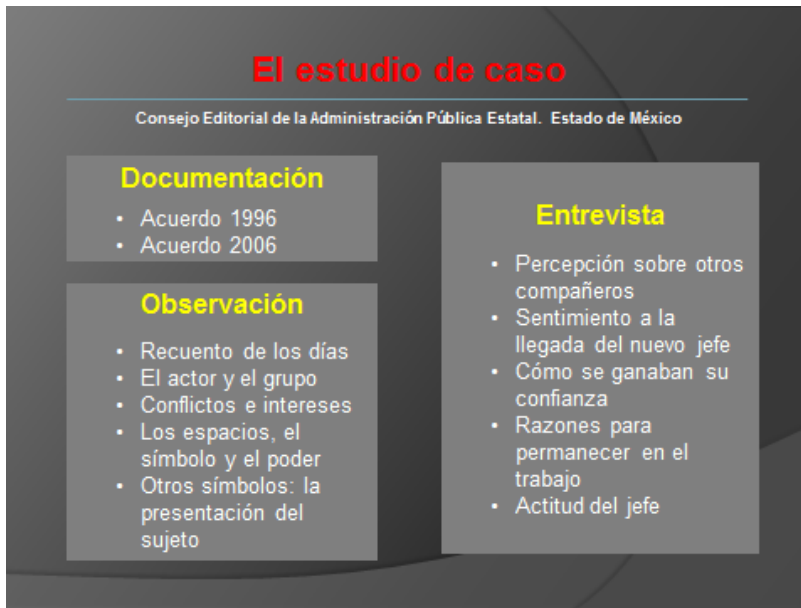 El estudio de caso
Consejo Editorial de la Administración Pública Estatal. Estado de México
Documentación
• Acuerdo 1996
• Acuerdo 2006
Observación
• Recuento de los días
• El actor y el grupo
• Conflictos e intereses
• Los espacios, el
símbolo y el poder
• Otros símbolos: la
presentación del
sujeto
Entrevista
• Percepción sobre otros
compañeros
• Sentimiento a la
llegada del nuevo jefe
• Cómo se ganaban su
confianza
• Razones para
permanecer en el
trabajo
• Actitud del jefe